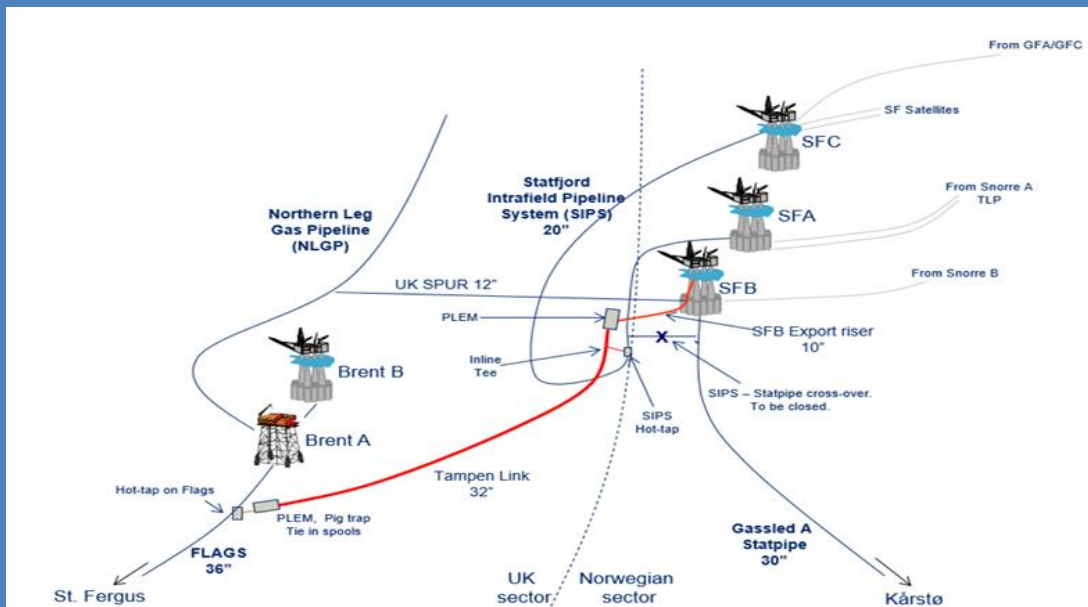 From GFA/GFC
SF Satellites
SFC
Statfjord
Intrafield Pipeline
System (SIPS)
20”
From Snorre A
TLP
SFA
Northern Leg
Gas Pipeline
(NLGP)
From Snorre B
SFB
UK SPUR 12”
PLEM
SFB Export riser
10”
Brent B
Inline
Tee
X
SIPS – Statpipe cross-over.
To be closed.
SIPS
Hot-tap
Brent A
Tampen Link
32”
Hot-tap on Flags
PLEM, Pig trap
Tie in spools
FLAGS
36”
Gassled A
Statpipe
30”
UK
sector
Norwegian
sector
St. Fergus
Kårstø